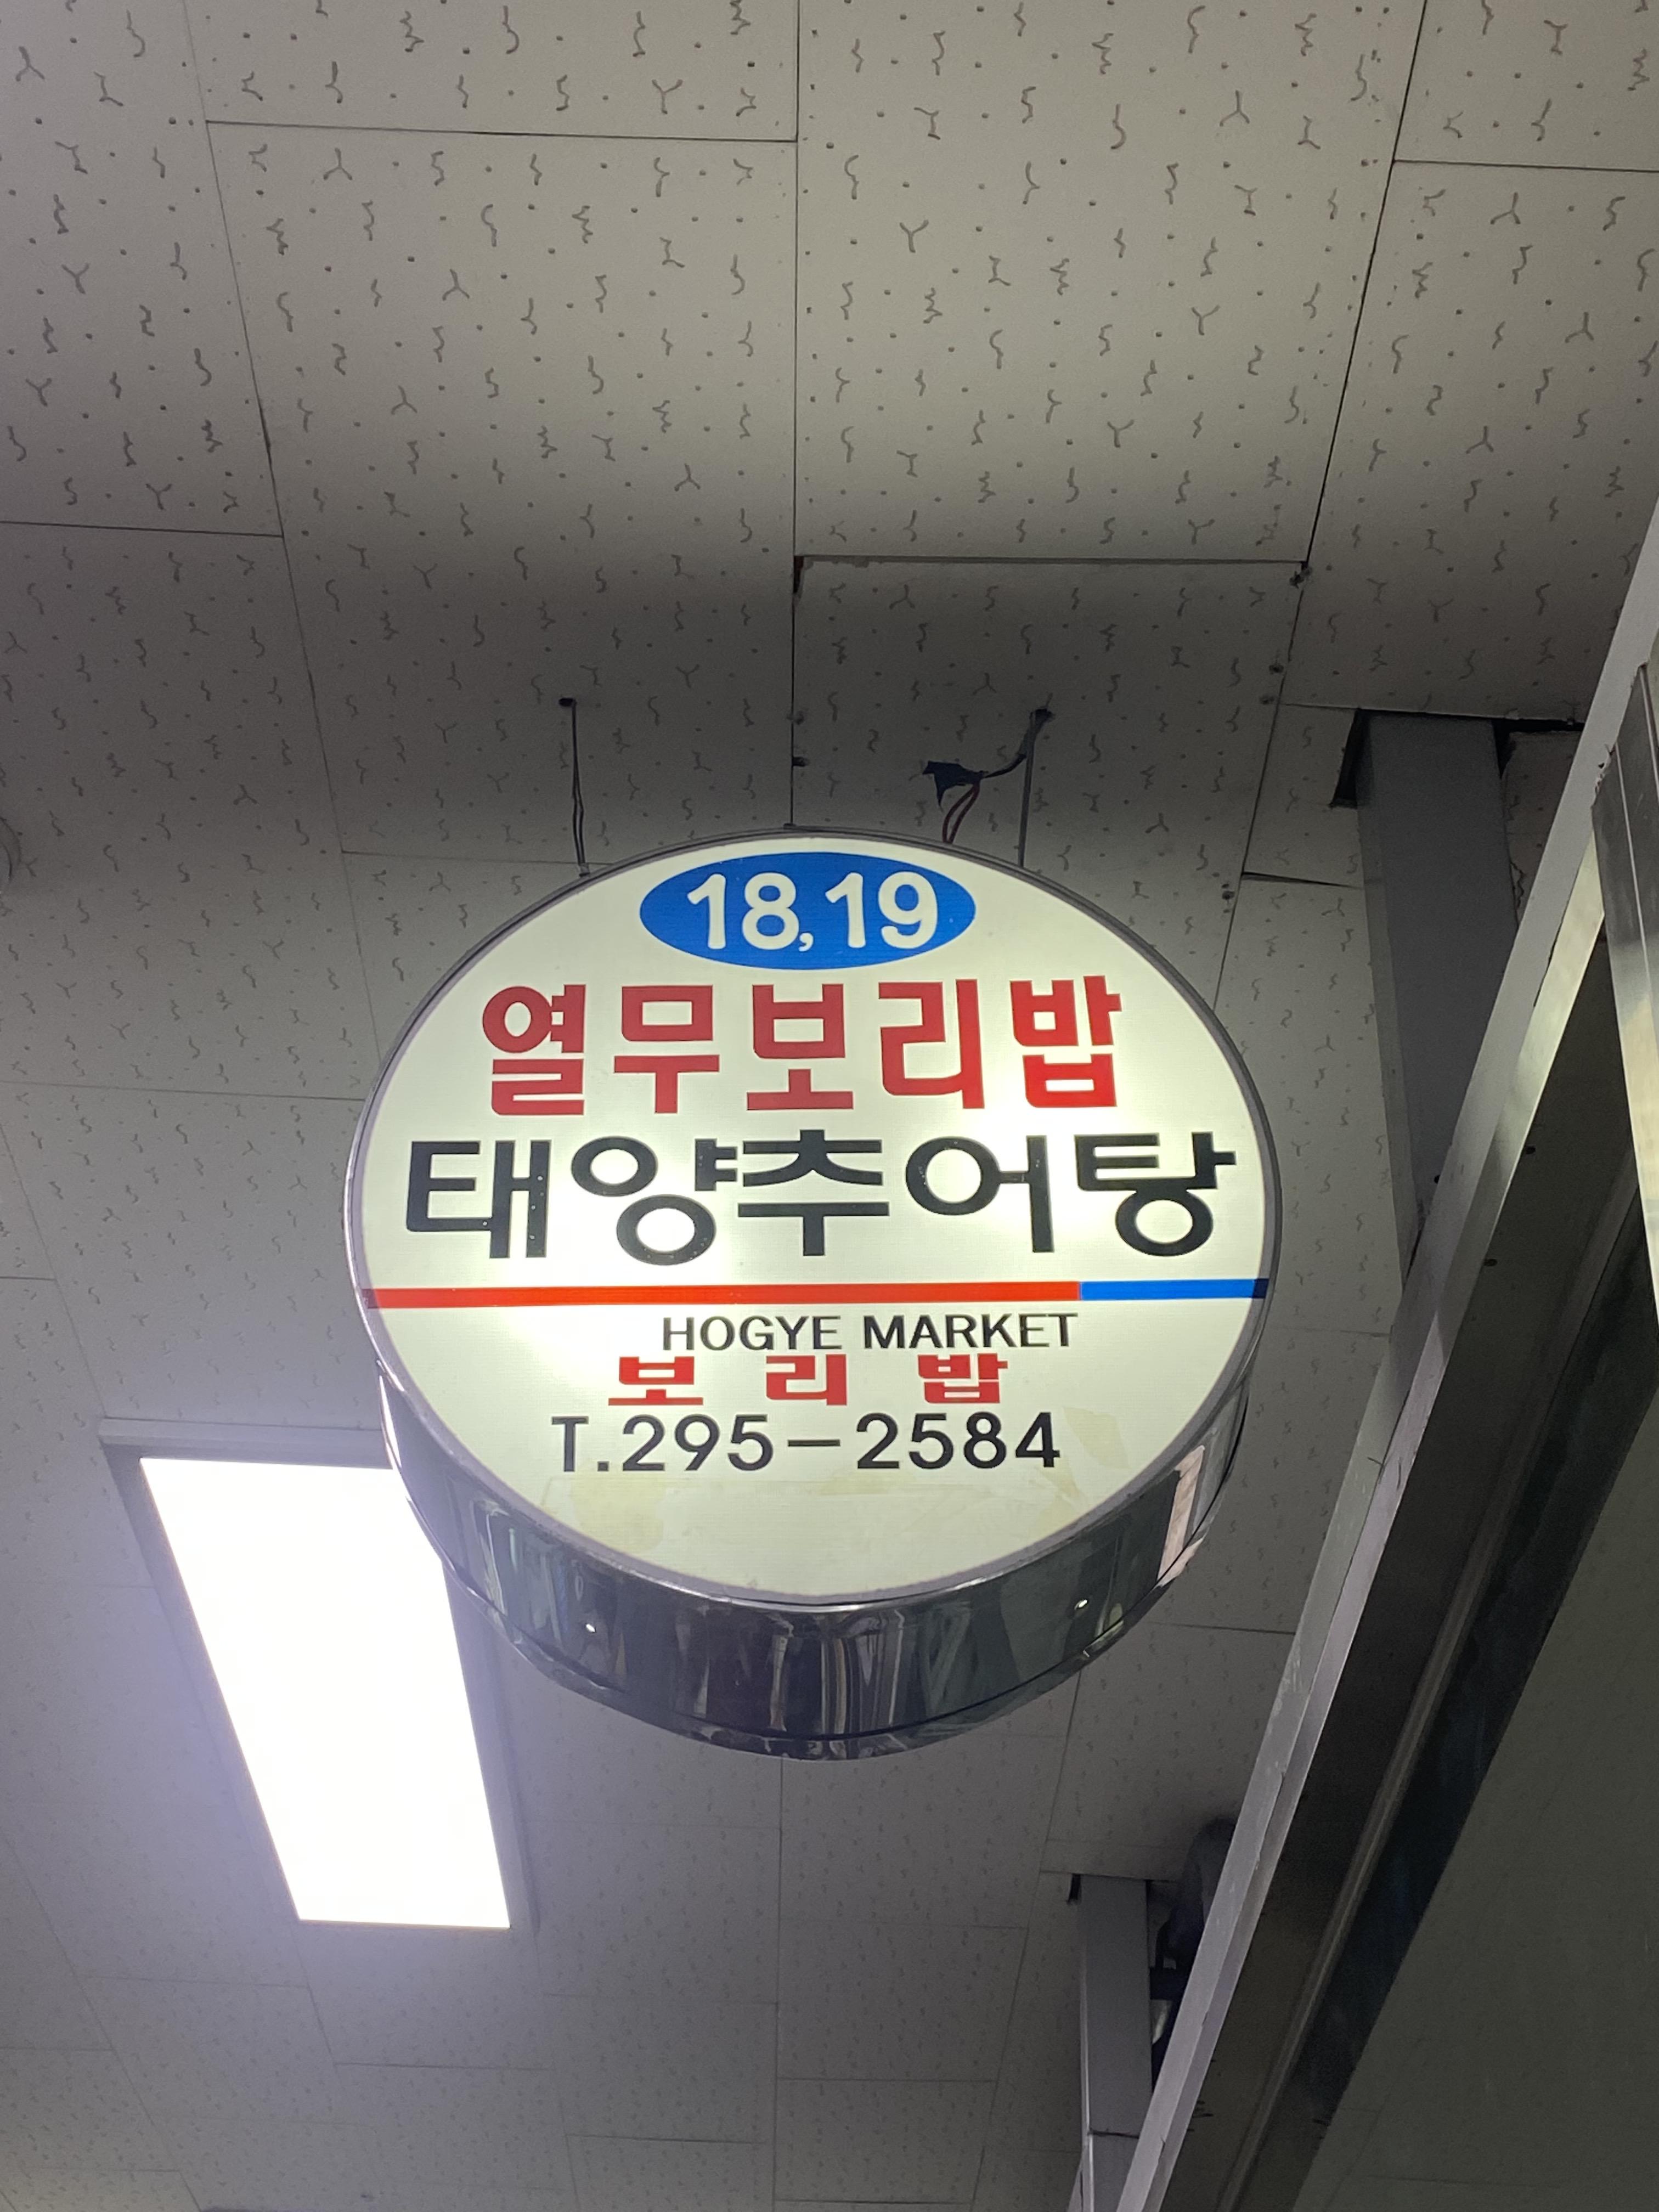 18,19
열무보리밥
태양추어탕
HOGYE MARKET
보리밥
T.295-2584